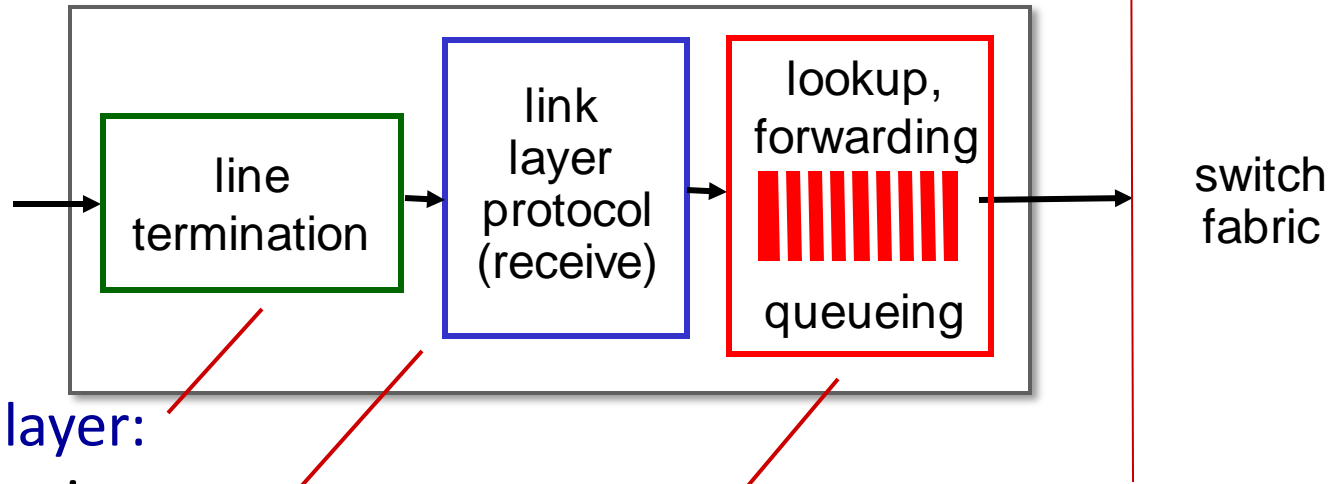 line
termination
link
layer
protocol
(receive)
lookup,
forwarding
queueing
switch
fabric
layer: